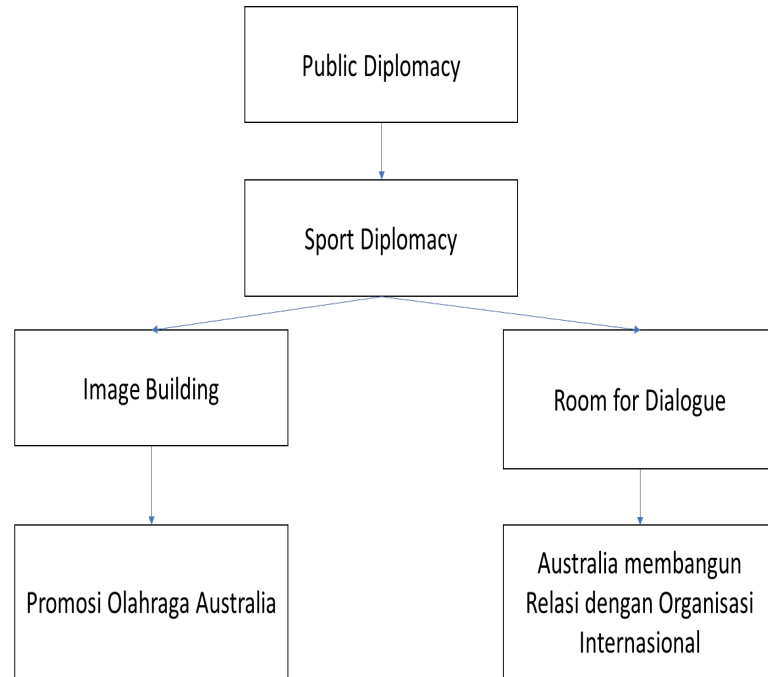 Public Diplomacy
Sport Diplomacy
Image Building
Room for Dialogue
Promosi Olahraga Australia
Australia membangun
Relasi dengan Organisasi
Internasional